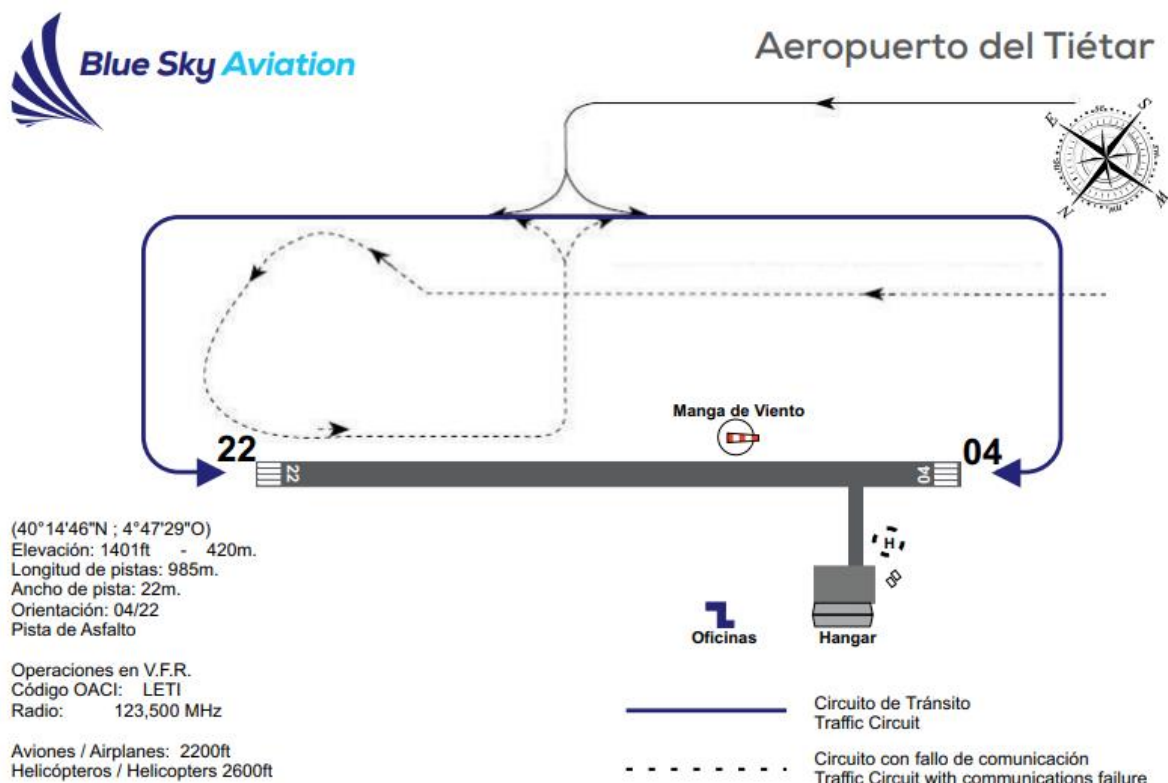 Blue Sky Aviation
Aeropuerto del Tiétar
S
E
W
N
Manga de Viento
22
04
22
04
H
(40°14'46"N ; 4°47'29"O)
Elevación: 1401ft - 420m.
Longitud de pistas: 985m.
Ancho de pista: 22m.
Orientación: 04/22
Pista de Asfalto
Oficinas
Hangar
Operaciones en V.F.R.
Código OACI: LETI
Radio: 123,500 MHz
Aviones / Airplanes: 2200ft
Helicópteros / Helicopters 2600ft
Circuito de Tránsito
Traffic Circuit
Circuito con fallo de comunicación
Traffic Circuit with communications failure